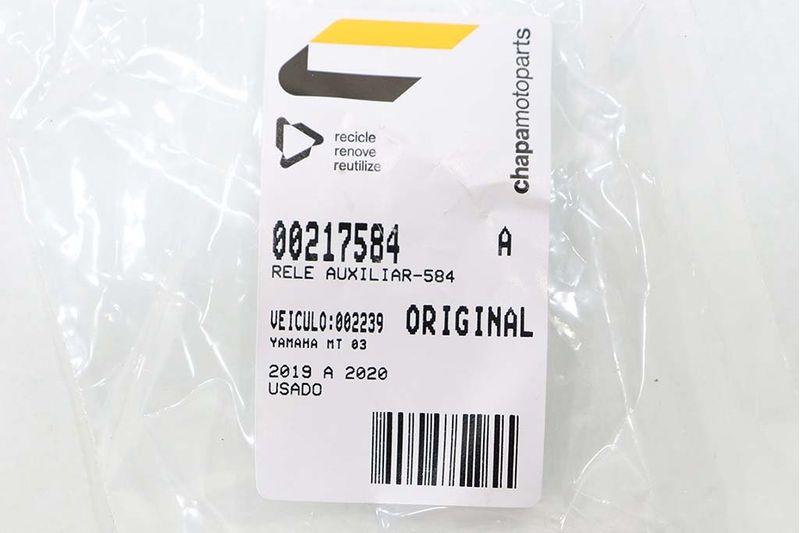 chapamotoparts
recicle
renove
reutilize
00217584 A
RELE AUXILIAR-584
VEICULO:002239 ORIGINAL
YAMAHA MT 03
2019 A 2020
USADO